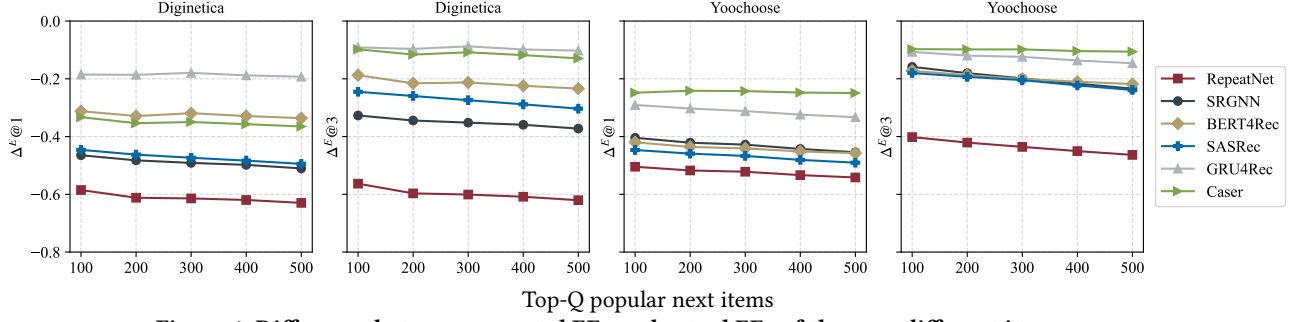 Diginetica
Diginetica
Yoochoose
Yoochoose
0.0
−0.2
−0.4
−0.6
−0.8
Δ^E@1
Δ^E@3
Δ^E@1
Δ^E@3
100 200 300 400 500
100 200 300 400 500
100 200 300 400 500
100 200 300 400 500
RepeatNet
SRGNN
BERT4Rec
SASRec
GRU4Rec
Caser
Top-Q popular next items